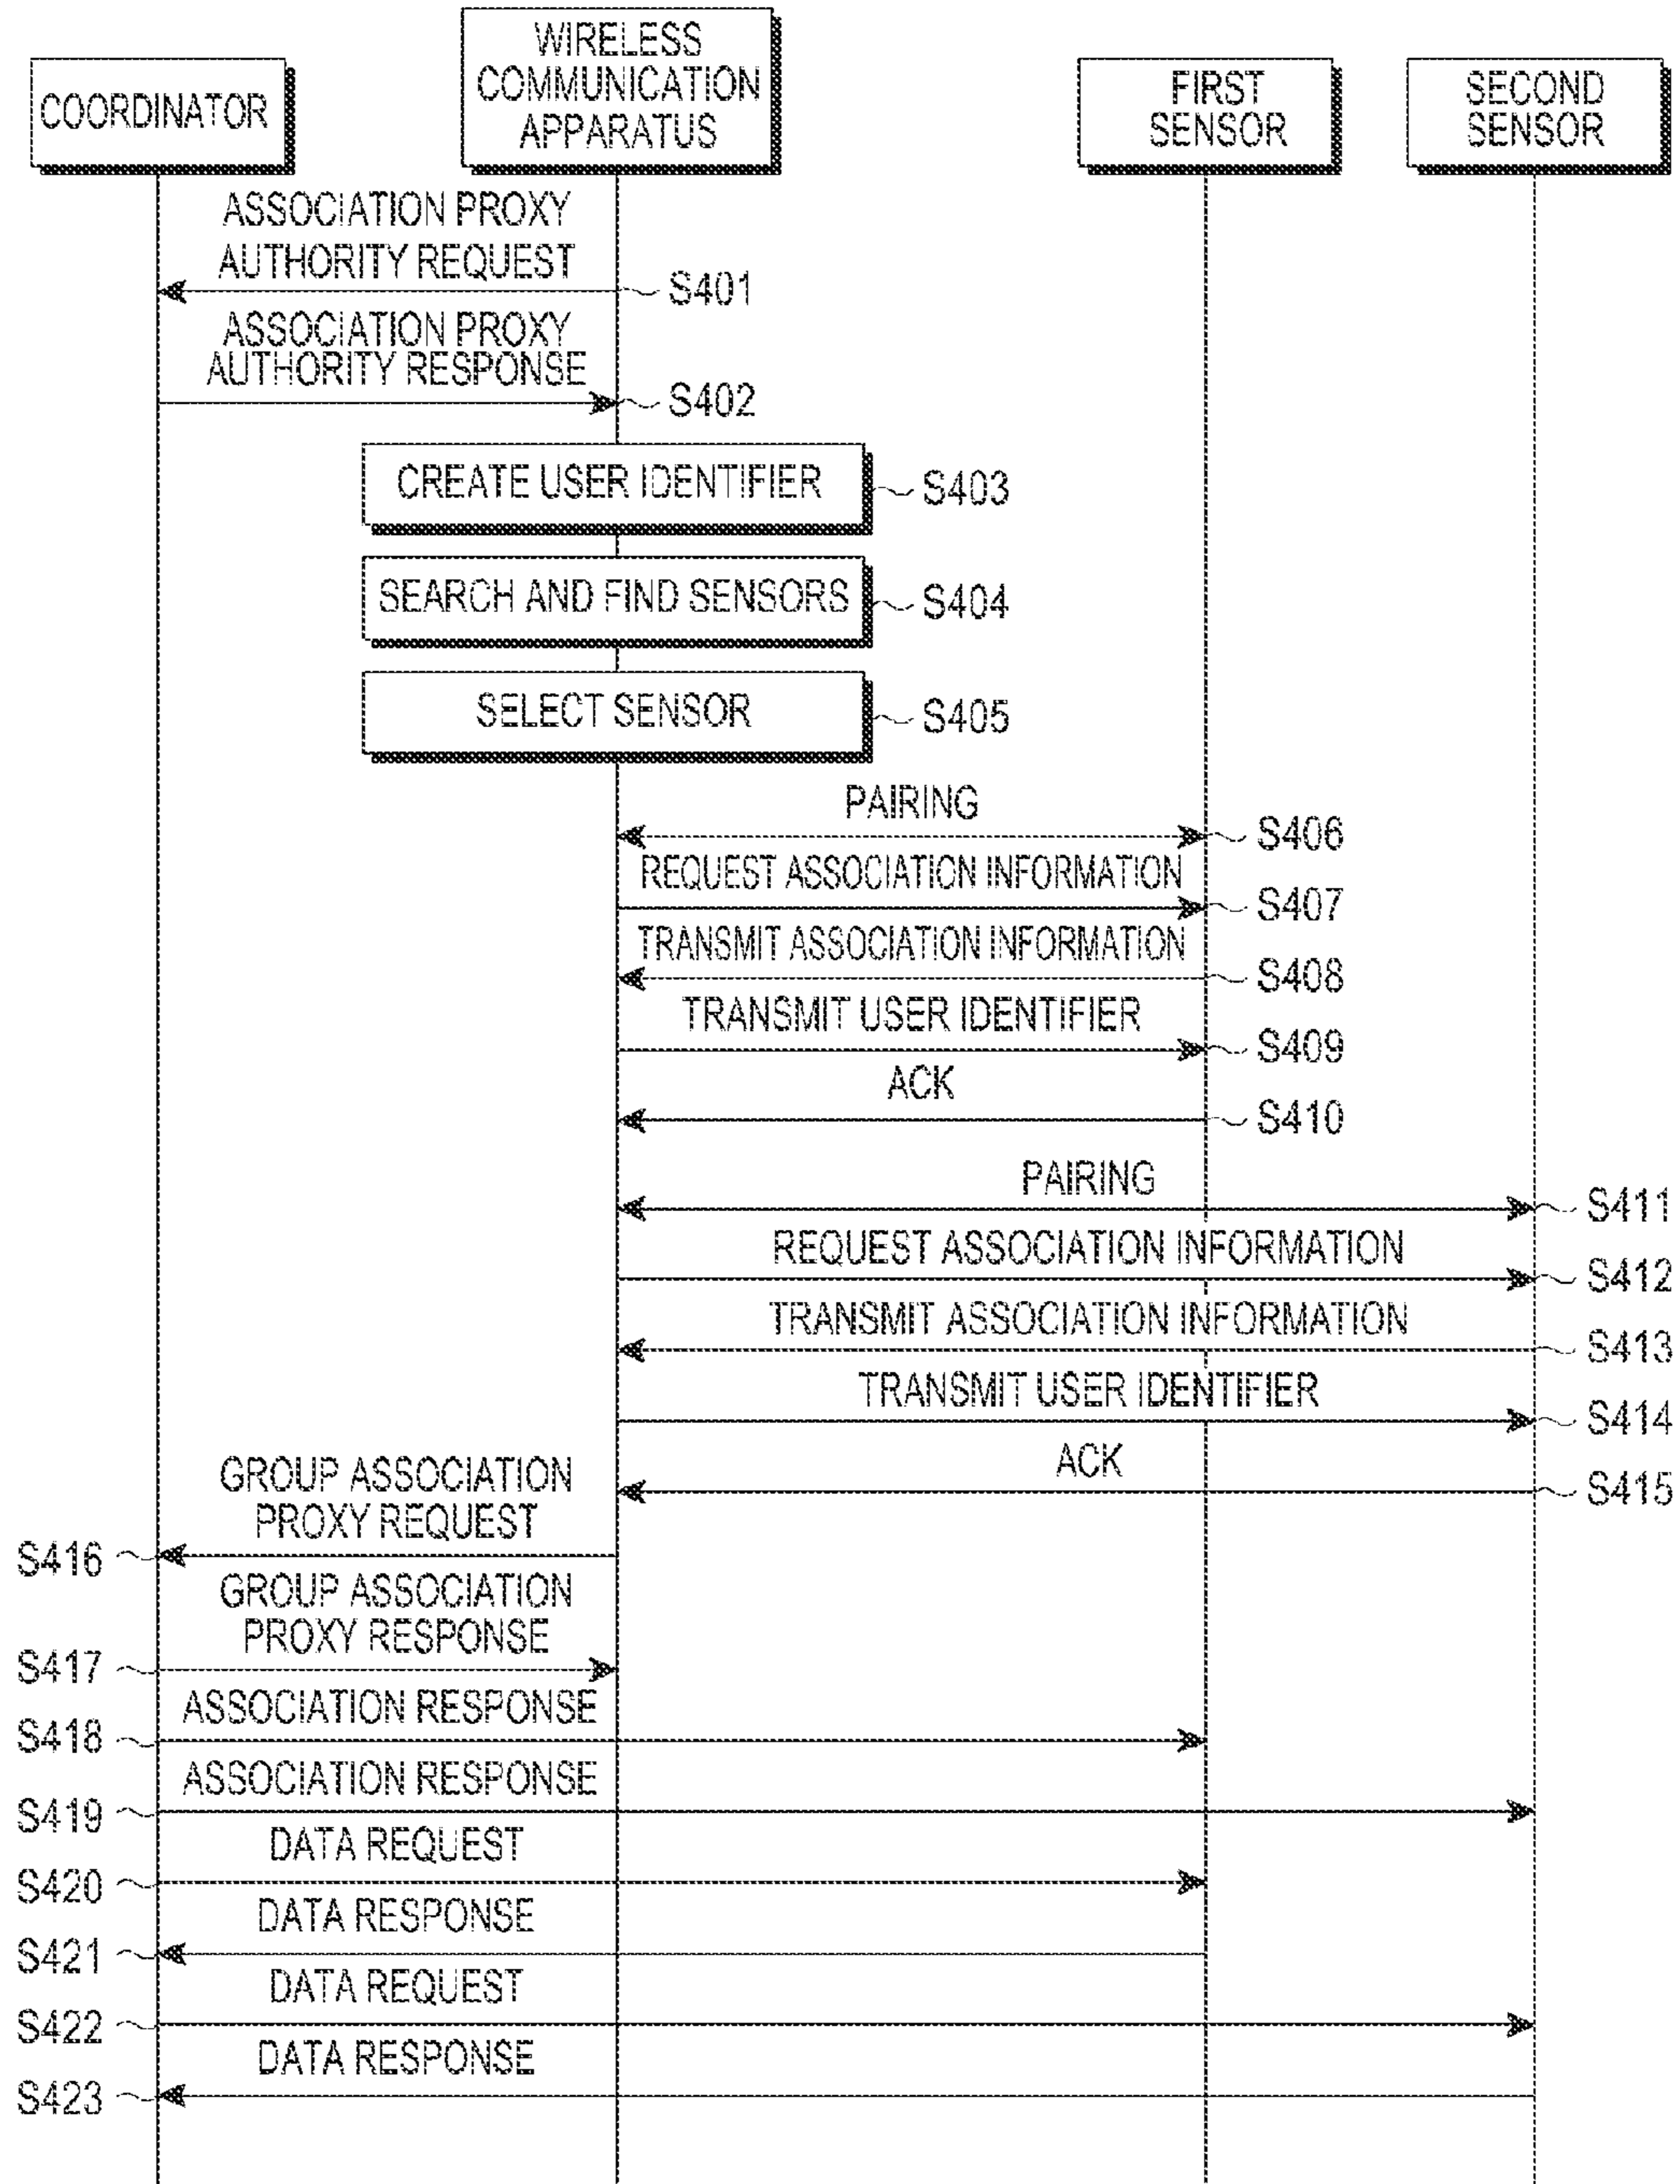 COORDINATOR
WIRELESS
COMMUNICATION
APPARATUS
FIRST
SENSOR
SECOND
SENSOR
ASSOCIATION PROXY
AUTHORITY REQUEST
S401
ASSOCIATION PROXY
AUTHORITY RESPONSE
S402
CREATE USER IDENTIFIER
S403
SEARCH AND FIND SENSORS
S404
SELECT SENSOR
S405
PAIRING
S406
REQUEST ASSOCIATION INFORMATION
S407
TRANSMIT ASSOCIATION INFORMATION
S408
TRANSMIT USER IDENTIFIER
S409
ACK
S410
PAIRING
S411
REQUEST ASSOCIATION INFORMATION
S412
TRANSMIT ASSOCIATION INFORMATION
S413
TRANSMIT USER IDENTIFIER
S414
ACK
S415
GROUP ASSOCIATION
PROXY REQUEST
S416
GROUP ASSOCIATION
PROXY RESPONSE
S417
ASSOCIATION RESPONSE
S418
ASSOCIATION RESPONSE
S419
DATA REQUEST
S420
DATA RESPONSE
S421
DATA REQUEST
S422
DATA RESPONSE
S423